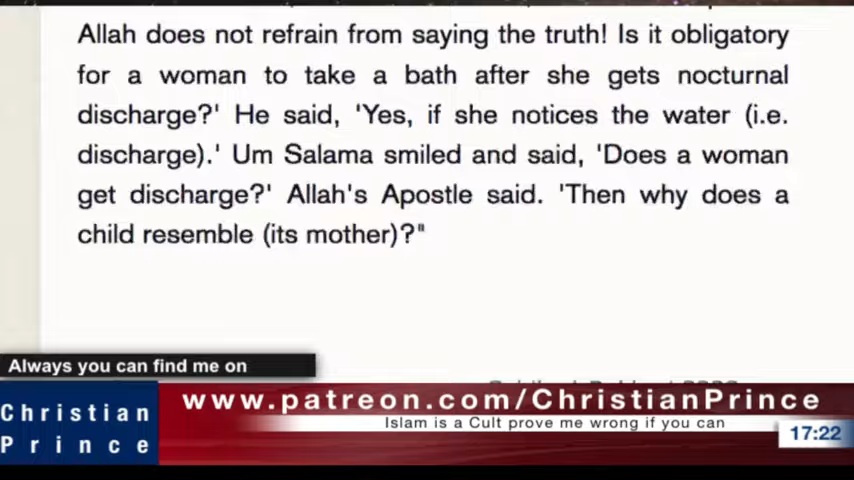 Allah does not refrain from saying the truth! Is it obligatory
for a woman to take a bath after she gets nocturnal
discharge?' He said, 'Yes, if she notices the water (i.e.
discharge).' Um Salama smiled and said, 'Does a woman
get discharge?' Allah's Apostle said. 'Then why does a
child resemble (its mother)?"
Always you can find me on
www.patreon.com/ChristianPrince
Christian
Prince
Islam is a Cult prove me wrong if you can
17:22